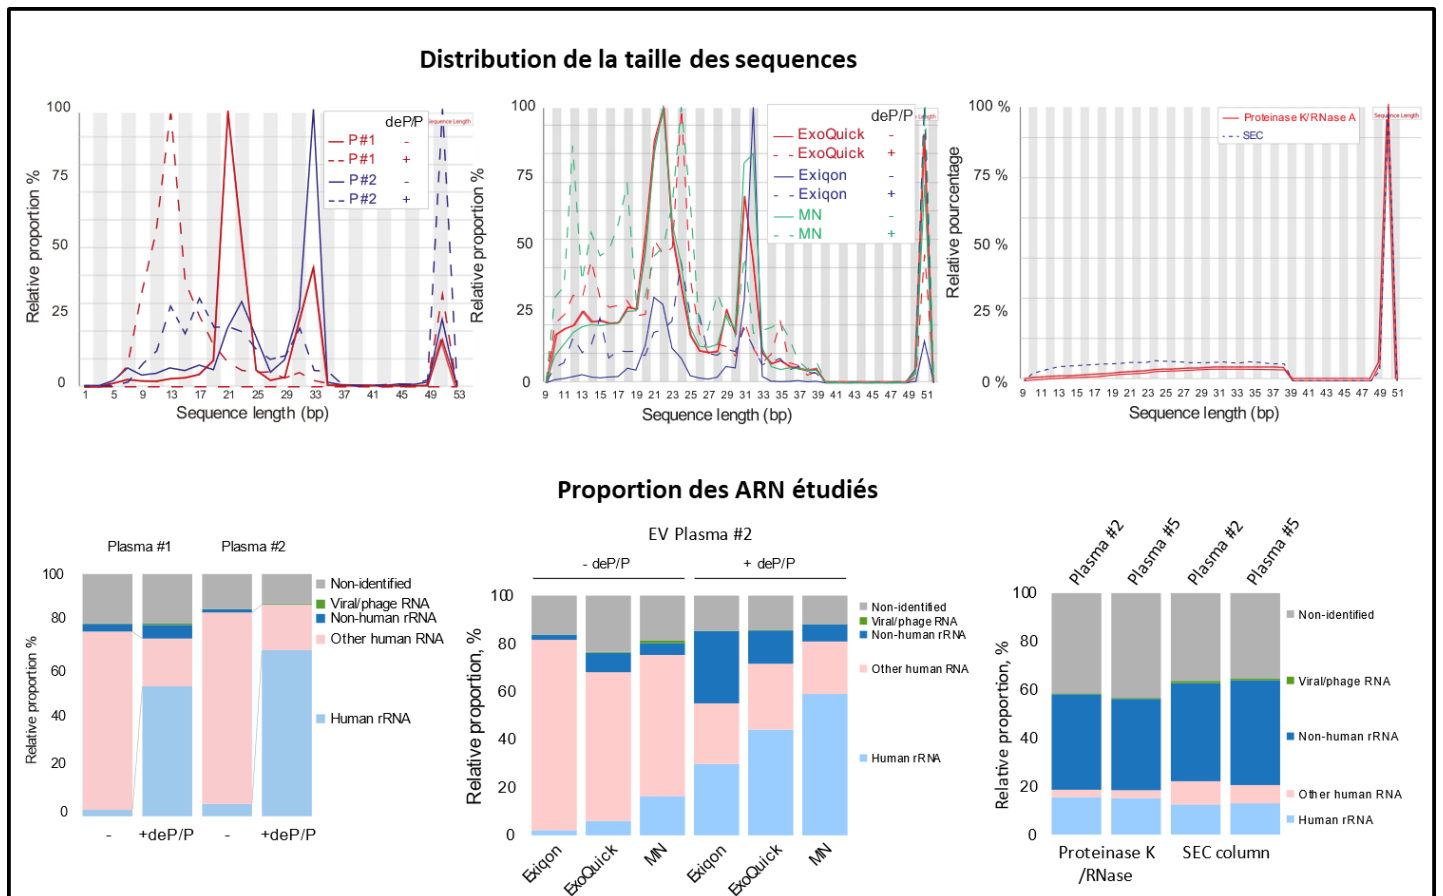 Distribution de la taille des sequences
Relative proportion %
100
75
50
25
0
1 5 9 13 17 21 25 29 33 37 41 45 49 53
Sequence length (bp)
deP/P
P#1 -
P#1 +
P#2 -
P#2 +
Sequence Length
Relative proportion %
100
75
50
25
0
9 11 13 15 17 19 21 23 25 27 29 31 33 35 37 39 41 43 45 47 49 51
Sequence length (bp)
deP/P
ExoQuick -
ExoQuick +
Exiqon -
Exiqon +
MN -
MN +
Sequence Length
Relative pourcentage
100 %
75 %
50 %
25 %
0 %
9 11 13 15 17 19 21 23 25 27 29 31 33 35 37 39 41 43 45 47 49 51
Sequence length (bp)
Proteinase K/RNase A
SEC
Sequence Length
Proportion des ARN étudiés
Plasma #1 Plasma #2
Relative proportion %
100
80
60
40
20
0
- +deP/P - +deP/P
Non-identified
Viral/phage RNA
Non-human rRNA
Other human RNA
Human rRNA
EV Plasma #2
- deP/P + deP/P
Relative proportion, %
100
80
60
40
20
0
Exiqon ExoQuick MN Exiqon ExoQuick MN
Non-identified
Viral/phage RNA
Non-human rRNA
Other human RNA
Human rRNA
Plasma #2 Plasma #5 Plasma #2 Plasma #5
Relative proportion, %
100
80
60
40
20
0
Proteinase K
/RNase
SEC column
Non-identified
Viral/phage RNA
Non-human rRNA
Other human RNA
Human rRNA